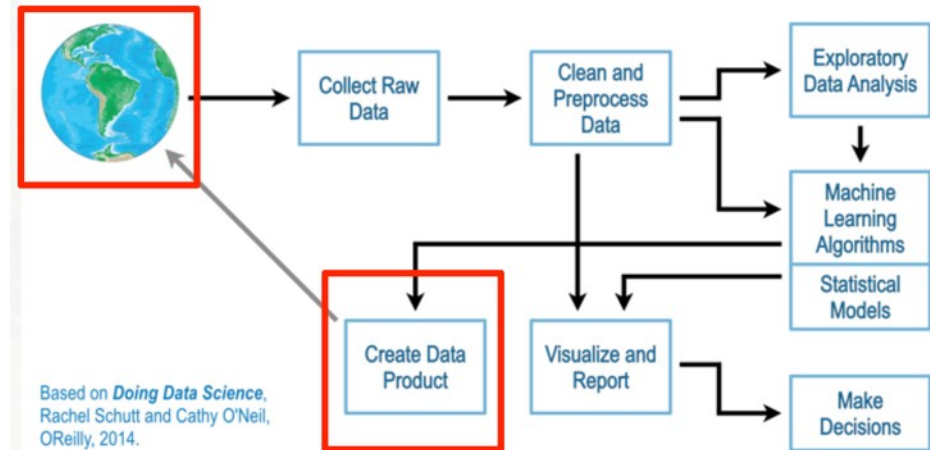 Collect Raw
Data
Clean and
Preprocess
Data
Exploratory
Data Analysis
Machine
Learning
Algorithms
Statistical
Models
Create Data
Product
Visualize and
Report
Make
Decisions
Based on Doing Data Science,
Rachel Schutt and Cathy O'Neil,
OReilly, 2014.